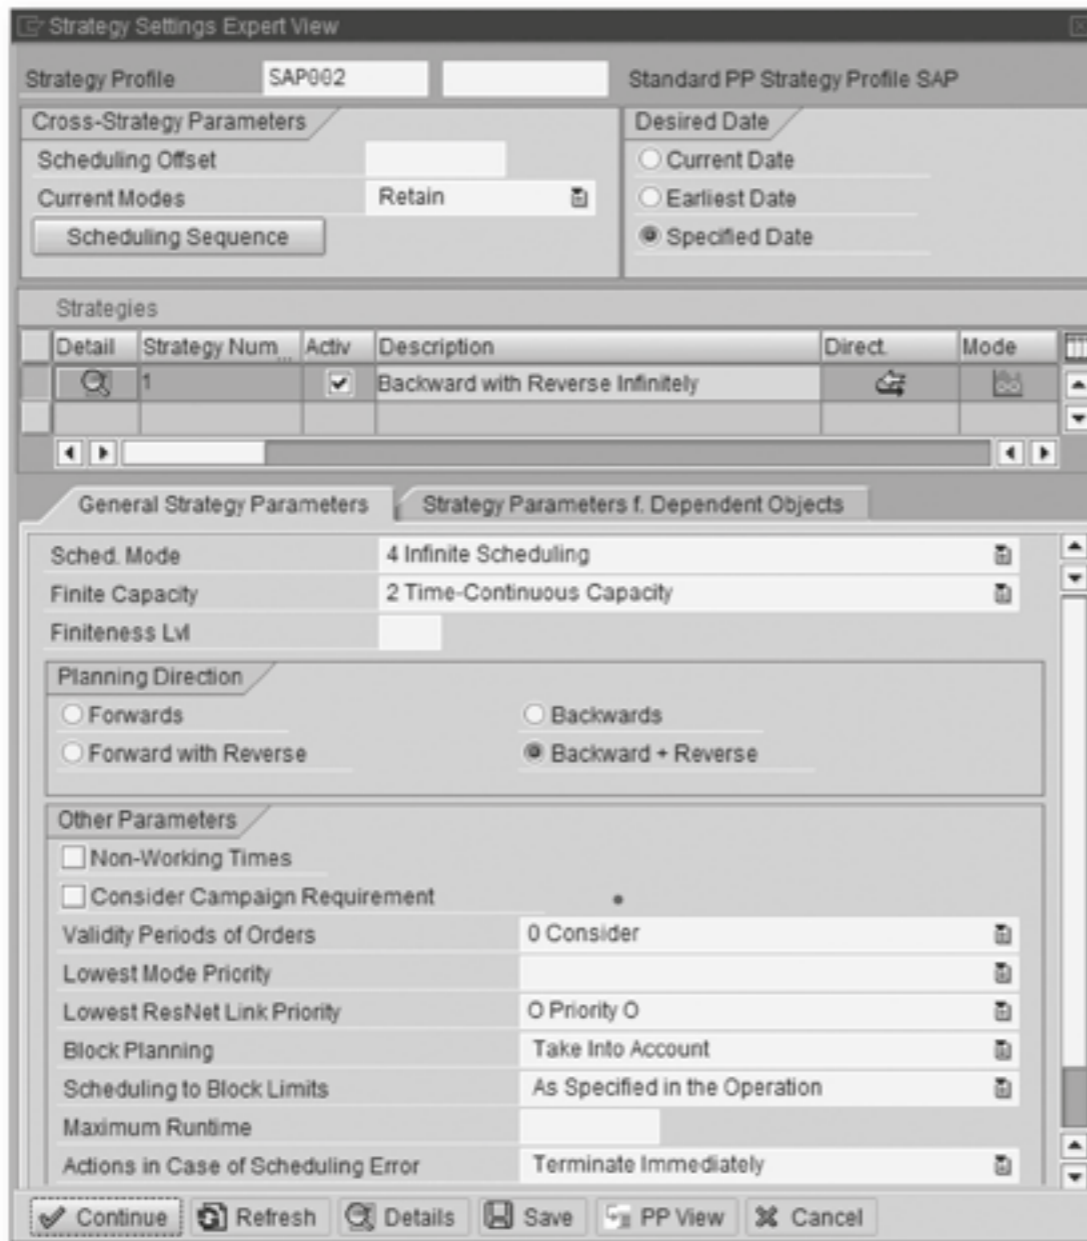 Strategy Settings Expert View
Strategy Profile SAP002 Standard PP Strategy Profile SAP
Cross-Strategy Parameters
Scheduling Offset
Current Modes Retain
Scheduling Sequence
Desired Date
Current Date
Earliest Date
Specified Date
Strategies
Detail Strategy Num... Activ Description Direct. Mode
1 Backward with Reverse Infinitely
General Strategy Parameters Strategy Parameters f. Dependent Objects
Sched. Mode 4 Infinite Scheduling
Finite Capacity 2 Time-Continuous Capacity
Finiteness Lvl
Planning Direction
Forwards Backwards
Forward with Reverse Backward + Reverse
Other Parameters
Non-Working Times
Consider Campaign Requirement
Validity Periods of Orders 0 Consider
Lowest Mode Priority
Lowest ResNet Link Priority O Priority O
Block Planning Take Into Account
Scheduling to Block Limits As Specified in the Operation
Maximum Runtime
Actions in Case of Scheduling Error Terminate Immediately
Continue Refresh Details Save PP View Cancel